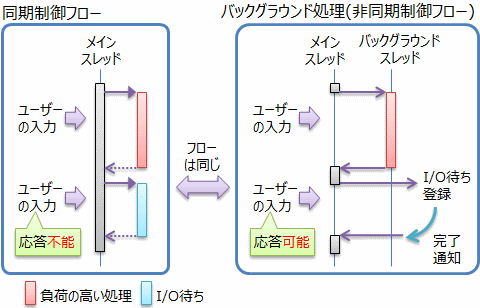 同期制御フロー
メイン
スレッド
ユーザー
の入力
ユーザー
の入力
応答不能
フロー
は同じ
バックグラウンド処理(非同期制御フロー)
メイン
スレッド
バックグラウンド
スレッド
ユーザー
の入力
ユーザー
の入力
応答可能
I/O待ち
登録
完了
通知
負荷の高い処理
I/O待ち